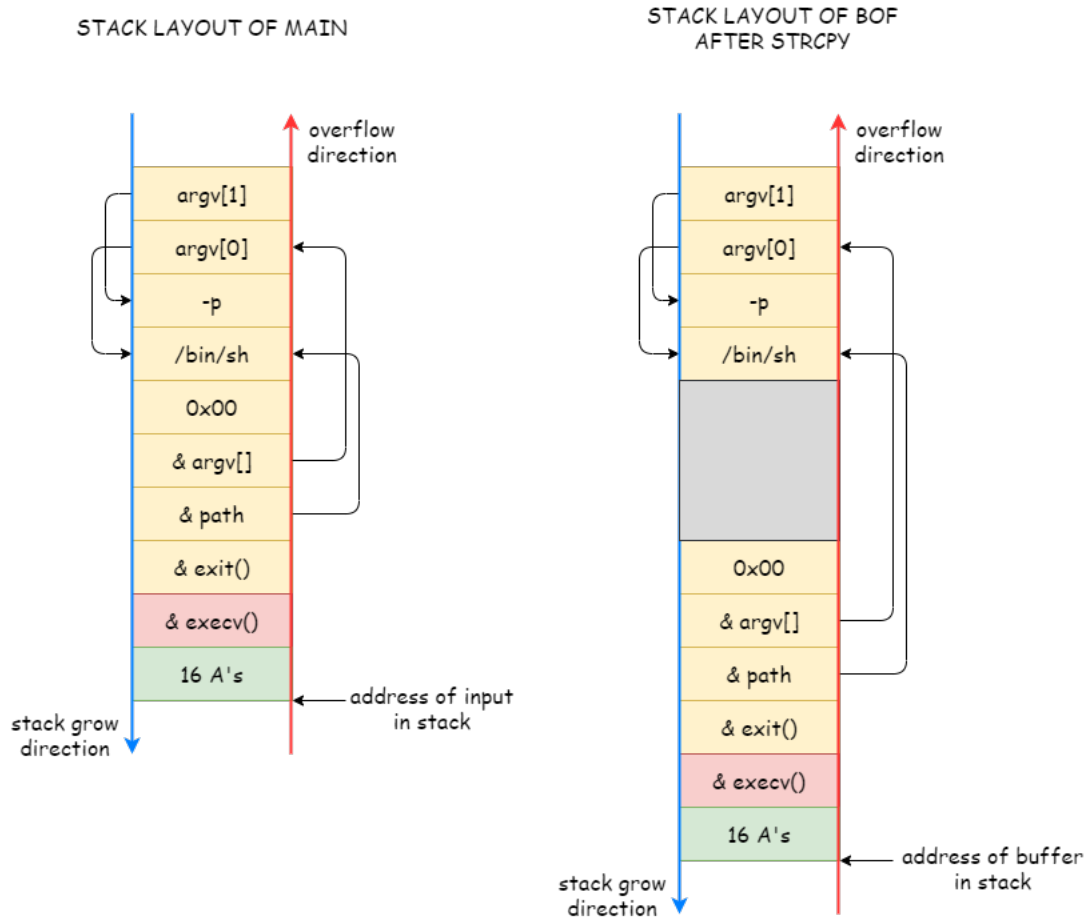 STACK LAYOUT OF MAIN
overflow
direction
argv[1]
argv[0]
-p
/bin/sh
0x00
& argv[]
& path
& exit()
& execv()
16 A's
address of input
in stack
stack grow
direction
STACK LAYOUT OF BOF
AFTER STRCPY
overflow
direction
argv[1]
argv[0]
-p
/bin/sh
0x00
& argv[]
& path
& exit()
& execv()
16 A's
address of buffer
in stack
stack grow
direction